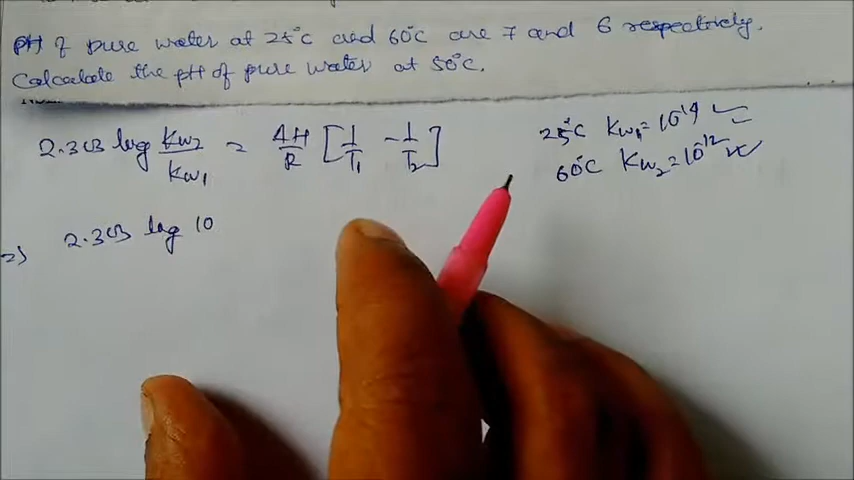 PH of pure water at 25°C and 60°C are 7 and 6 respectively.
Calculate the pH of pure water at 50°C.
2.303 log Kw2/Kw1 = ΔH/R [1/T1 - 1/T2]
25°C Kw1 = 10^-14
60°C Kw2 = 10^-12
=> 2.303 log 10